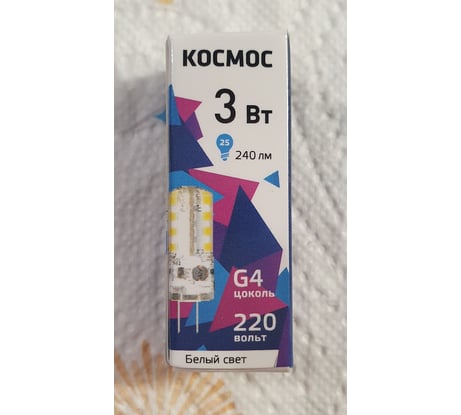 КОСМОС
3 Вт
25
240 лм
G4
цоколь
220
вольт
Белый свет